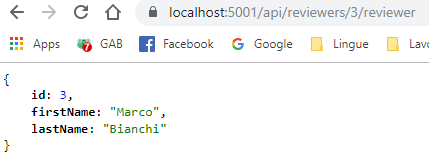 localhost:5001/api/reviewers/3/reviewer
Apps GAB Facebook Google Lingue Lavo
{
id: 3,
firstName: "Marco",
lastName: "Bianchi"
}